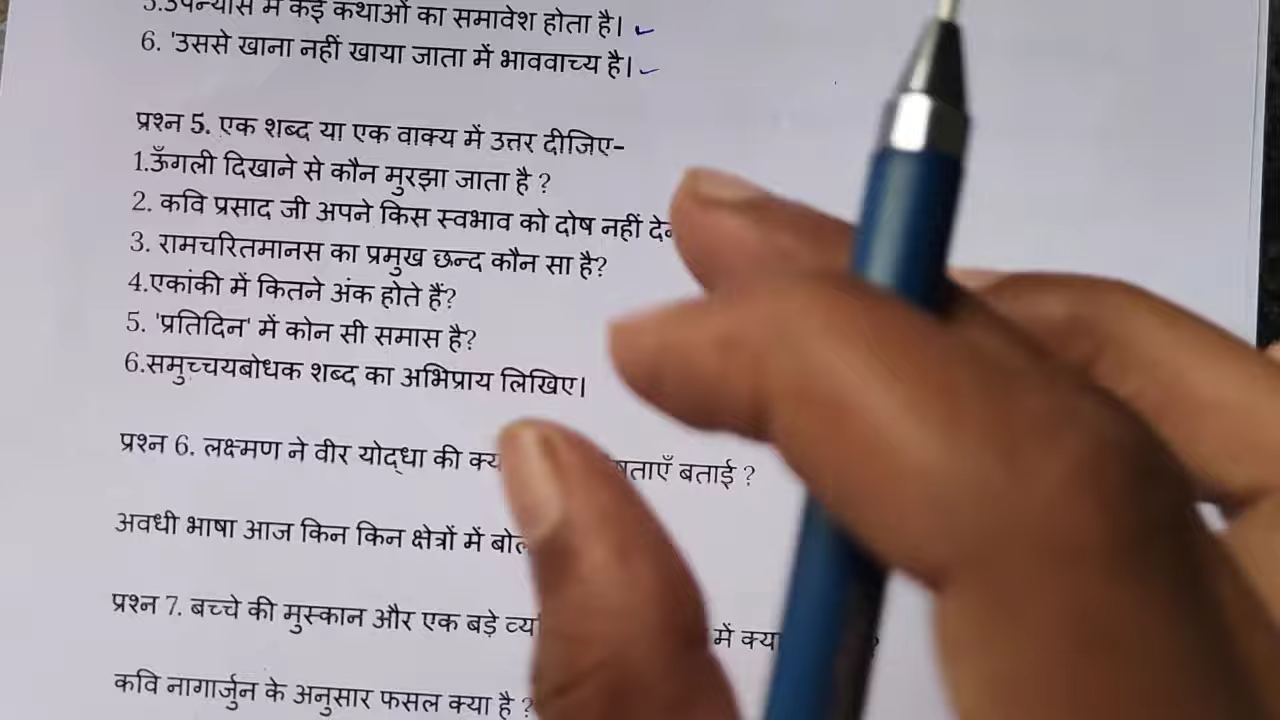 5.उपन्यास में कई कथाओं का समावेश होता है।
6. 'उससे खाना नहीं खाया जाता में भाववाच्य है।
प्रश्न 5. एक शब्द या एक वाक्य में उत्तर दीजिए-
1.ऊँगली दिखाने से कौन मुरझा जाता है ?
2. कवि प्रसाद जी अपने किस स्वभाव को दोष नहीं
3. रामचरितमानस का प्रमुख छन्द कौन सा है?
4.एकांकी में कितने अंक होते हैं?
5. 'प्रतिदिन' में कोन सी समास है?
6.समुच्चयबोधक शब्द का अभिप्राय लिखिए।
प्रश्न 6. लक्ष्मण ने वीर योद्धा की बताई ?
अवधी भाषा आज किन किन क्षेत्रों में
प्रश्न 7. बच्चे की मुस्कान और एक बड़े में
कवि नागार्जुन के अनुसार फसल क्या है ?